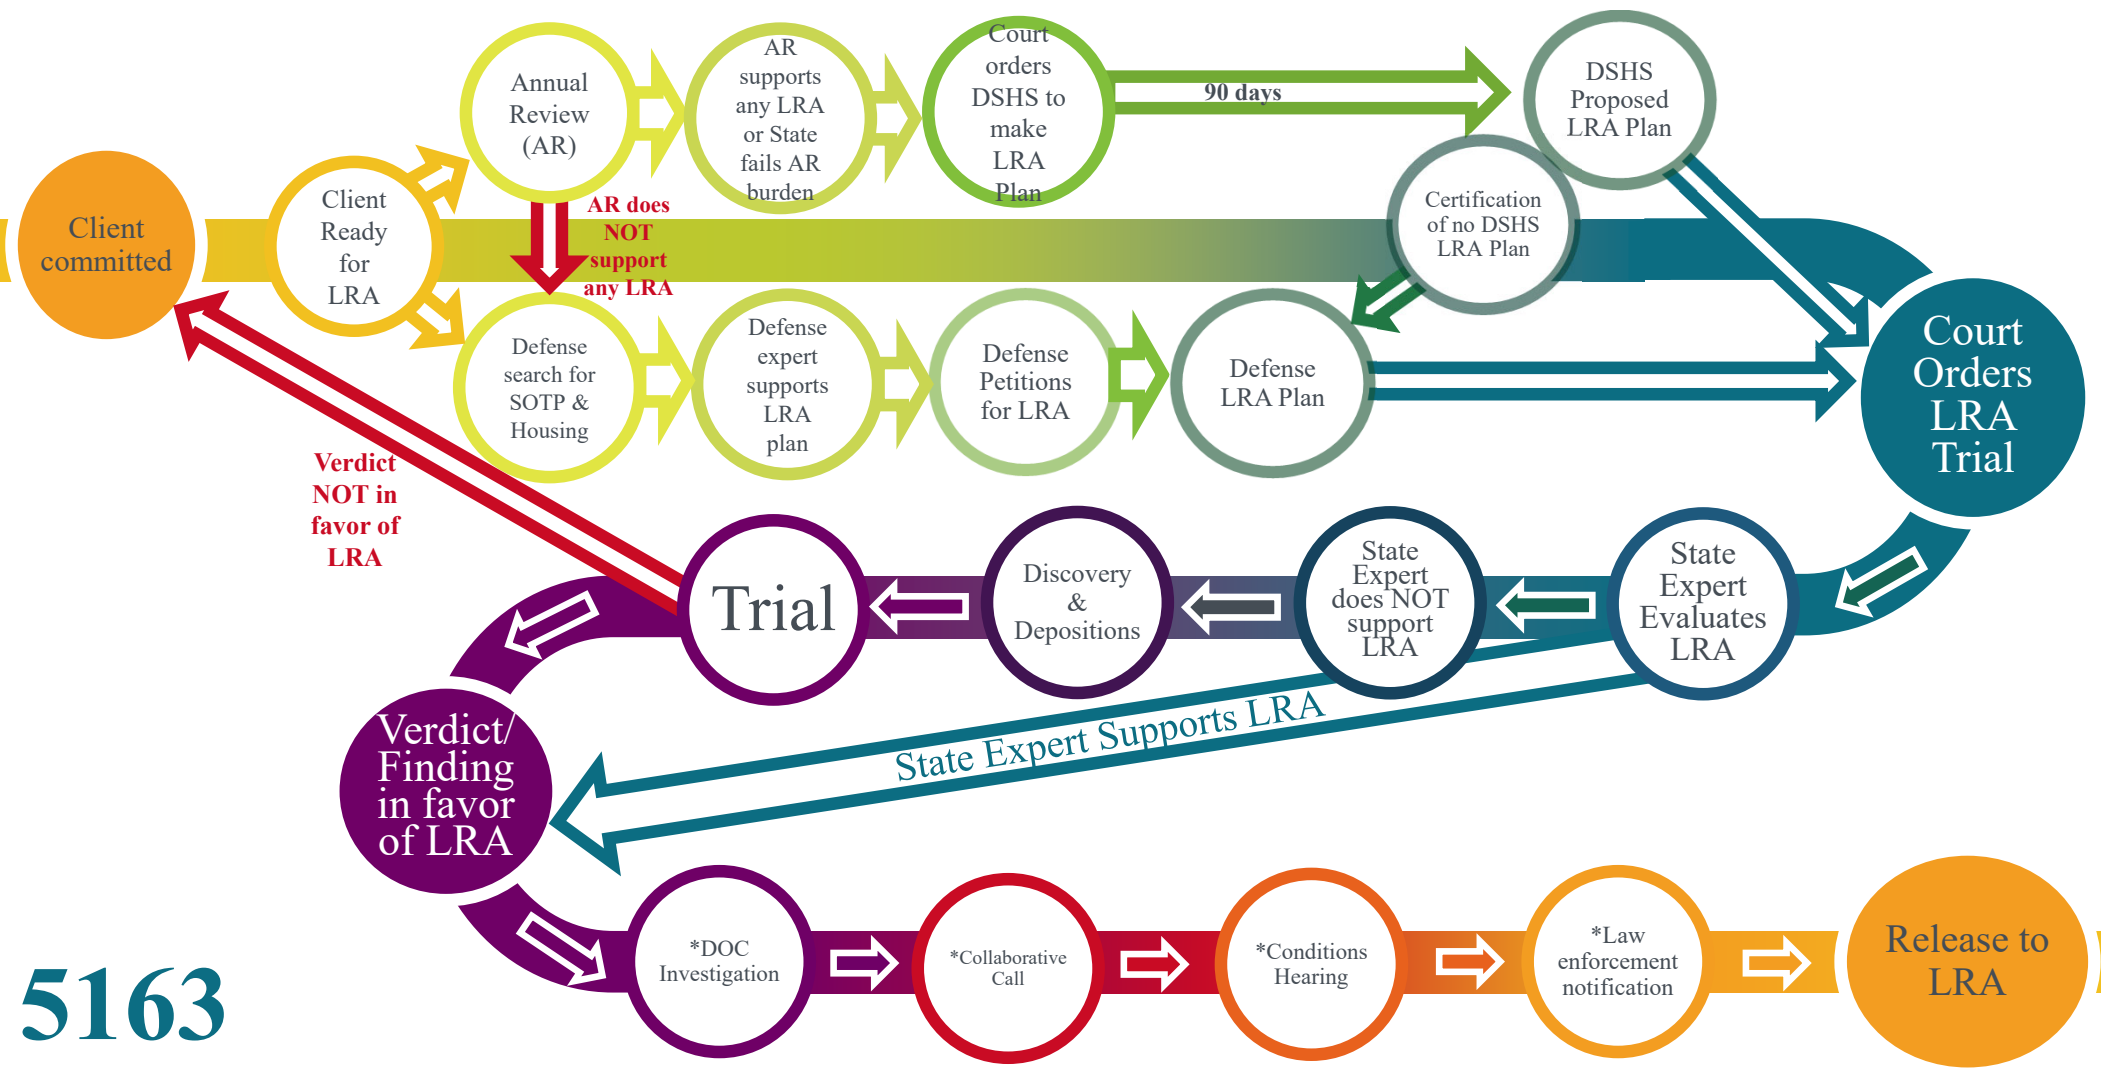 Client
committed
Client
Ready
for
LRA
Annual
Review
(AR)
AR
supports
any LRA
or State
fails AR
burden
Court
orders
DSHS to
make
LRA
Plan
90 days
DSHS
Proposed
LRA Plan
Certification
of no DSHS
LRA Plan
AR does
NOT
support
any LRA
Defense
search for
SOTP &
Housing
Defense
expert
supports
LRA
plan
Defense
Petitions
for LRA
Defense
LRA Plan
Court
Orders
LRA
Trial
State
Expert
Evaluates
LRA
State
Expert
does NOT
support
LRA
Discovery
&
Depositions
Trial
Verdict
NOT in
favor of
LRA
State Expert Supports LRA
Verdict/
Finding
in favor
of LRA
*DOC
Investigation
*Collaborative
Call
*Conditions
Hearing
*Law
enforcement
notification
Release to
LRA
5163